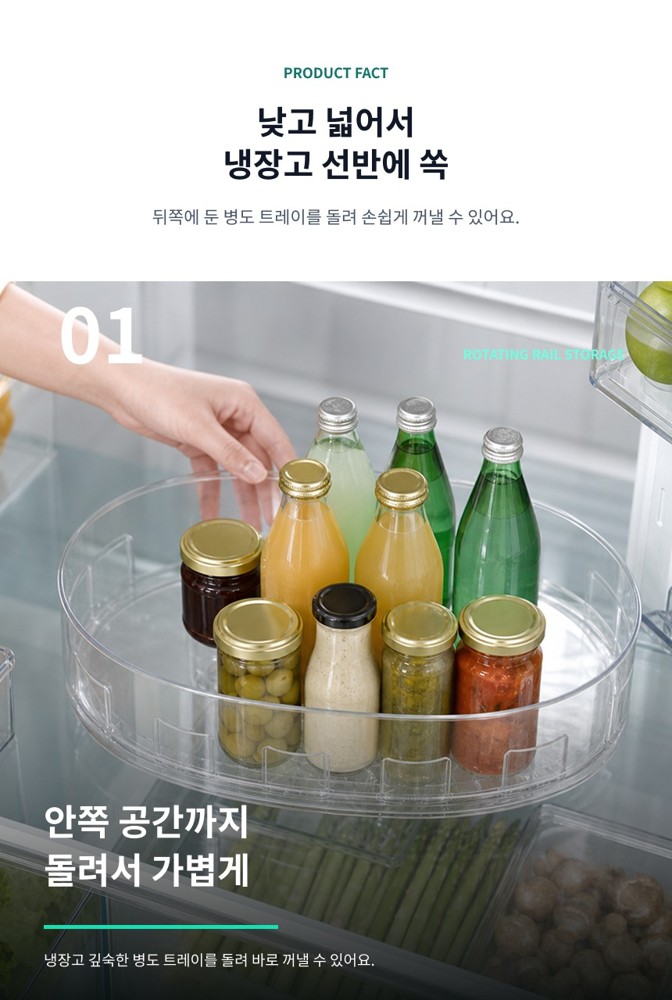 PRODUCT FACT
낮고 넓어서
냉장고 선반에 쏙
뒤쪽에 둔 병도 트레이를 돌려 손쉽게 꺼낼 수 있어요.
01
ROTATING RAIL STORAGE
안쪽 공간까지
돌려서 가볍게
냉장고 깊숙한 병도 트레이를 돌려 바로 꺼낼 수 있어요.